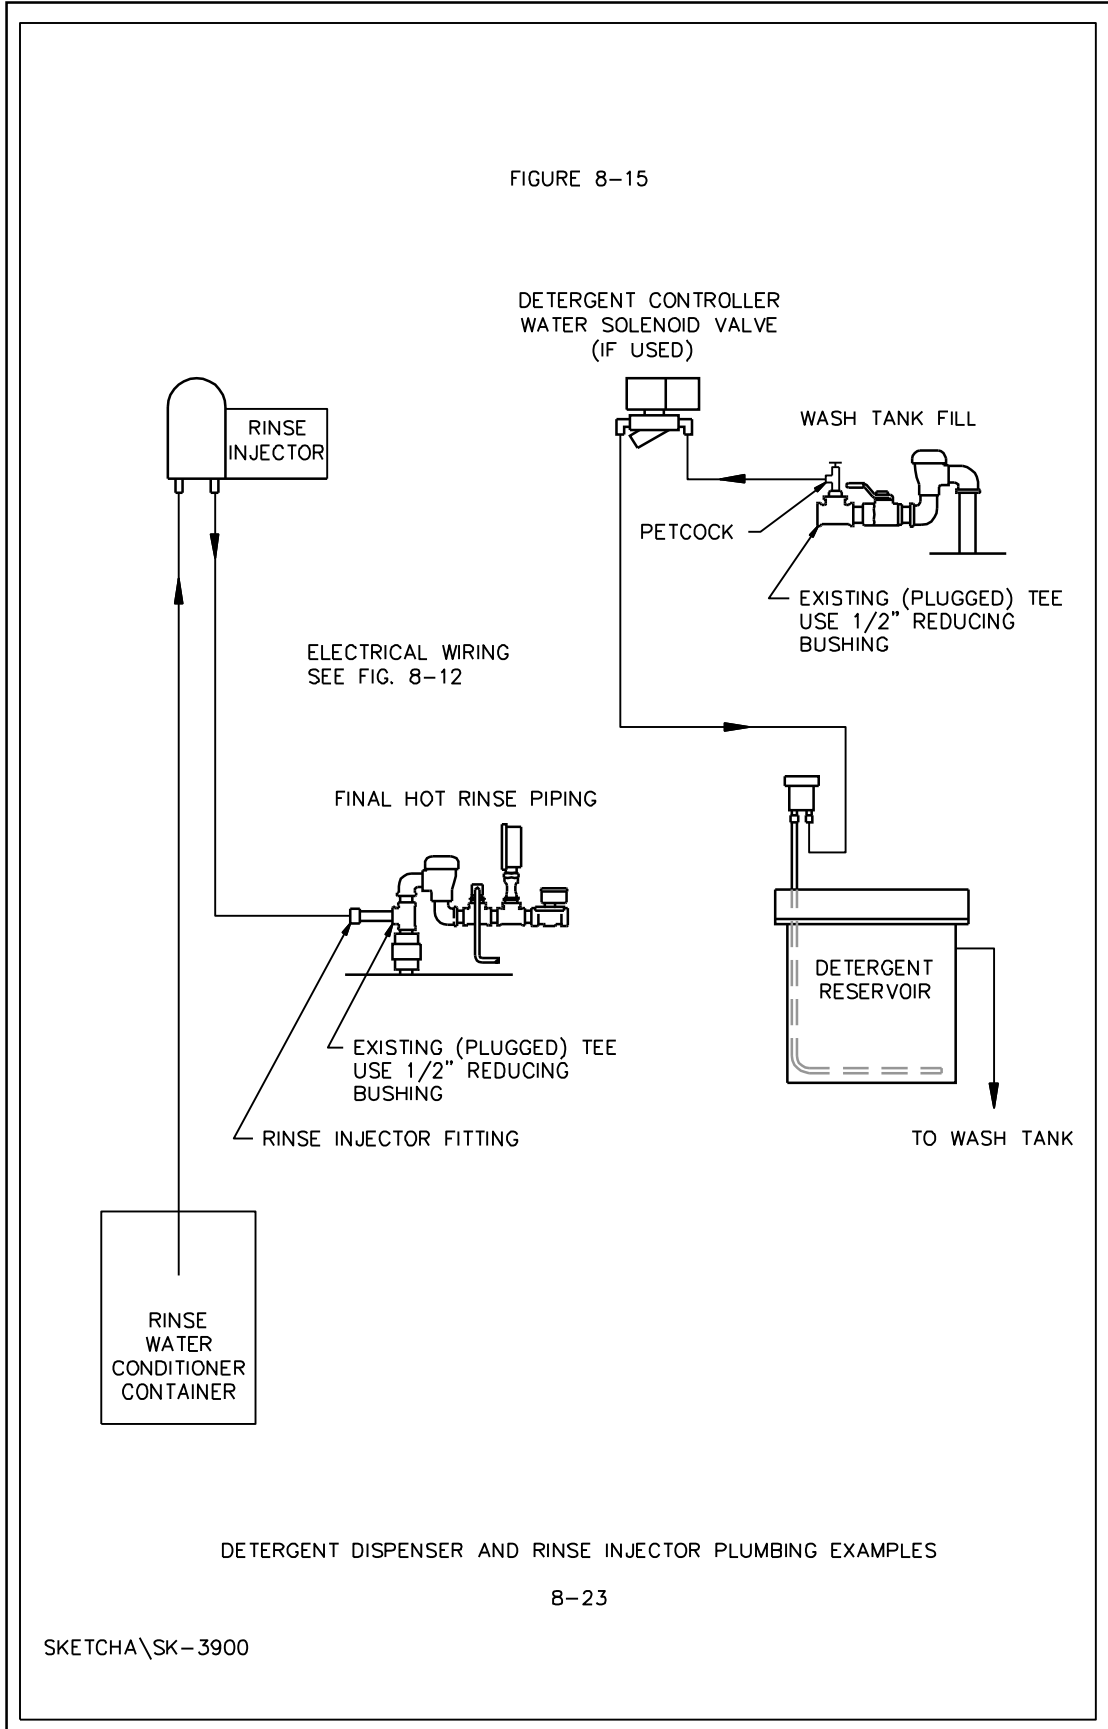 FIGURE 8-15
DETERGENT CONTROLLER
WATER SOLENOID VALVE
(IF USED)
RINSE
INJECTOR
WASH TANK FILL
PETCOCK
EXISTING (PLUGGED) TEE
USE 1/2" REDUCING
BUSHING
ELECTRICAL WIRING
SEE FIG. 8-12
FINAL HOT RINSE PIPING
DETERGENT
RESERVOIR
EXISTING (PLUGGED) TEE
USE 1/2" REDUCING
BUSHING
RINSE INJECTOR FITTING
TO WASH TANK
RINSE
WATER
CONDITIONER
CONTAINER
DETERGENT DISPENSER AND RINSE INJECTOR PLUMBING EXAMPLES
8-23
SKETCHA\SK-3900